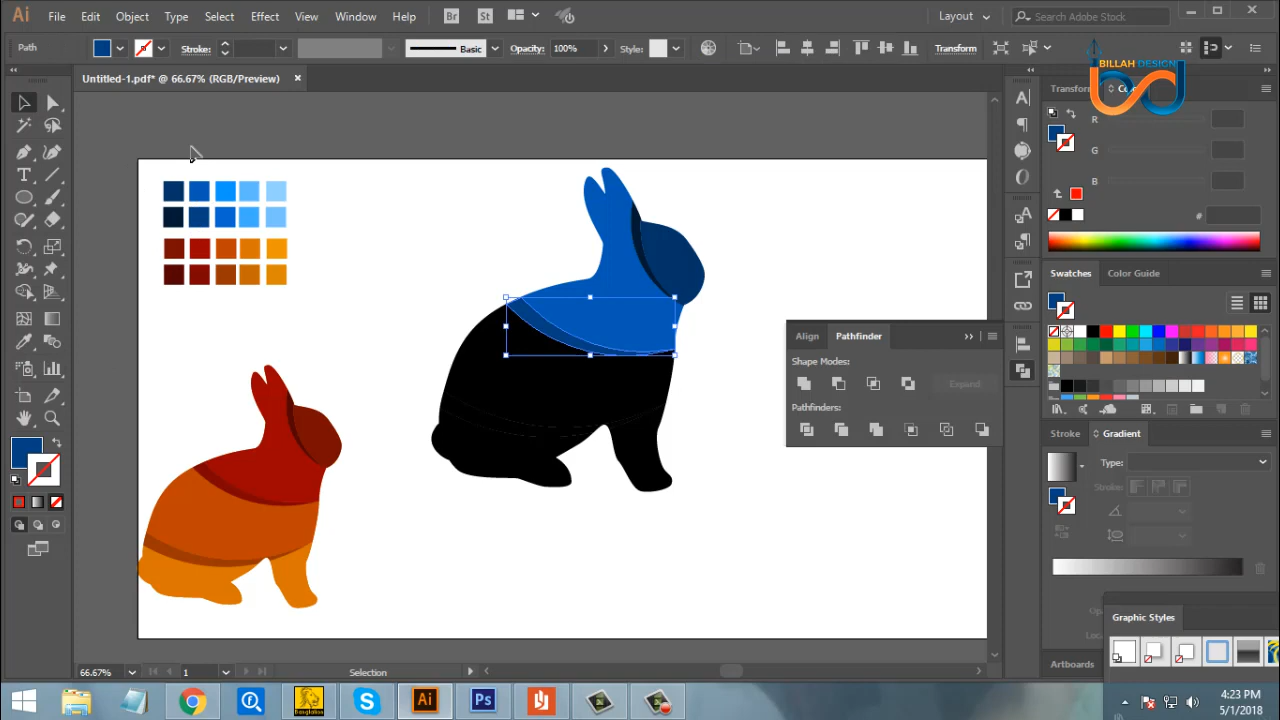 Ai File Edit Object Type Select Effect View Window Help Br St Layout Search Adobe Stock
Path Stroke: Basic Opacity: 100% Style: Transform
Untitled-1.pdf* @ 66.67% (RGB/Preview) ×
BILLAH DESIGN
Transform
R
G
B
#
Swatches Color Guide
Align Pathfinder
Shape Modes:
Expand
Pathfinders:
Stroke Gradient
Type:
Stroke:
Graphic Styles
Artboards
66.67% 1 Selection
Banglalion
Ai Ps
4:23 PM
5/1/2018